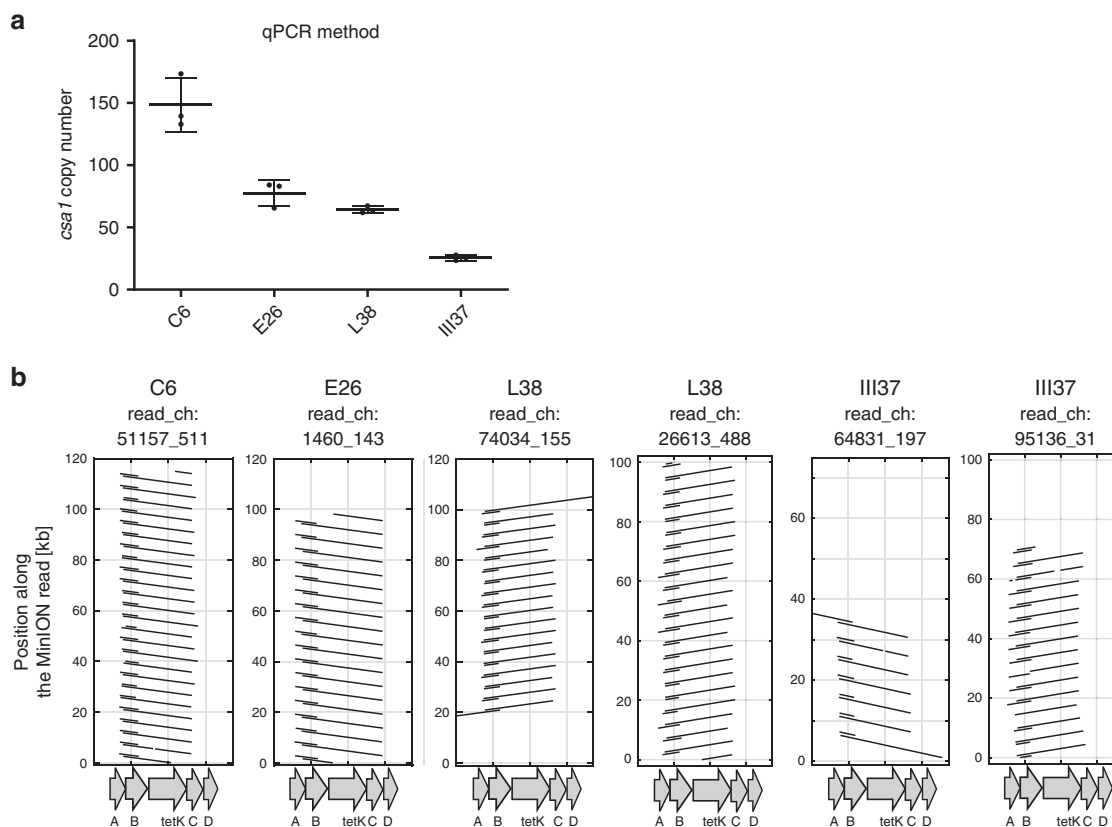 a
qPCR method
csa1 copy number
200
150
100
50
0
C6
E26
L38
III37
b
C6
read_ch:
51157_511
E26
read_ch:
1460_143
L38
read_ch:
74034_155
L38
read_ch:
26613_488
III37
read_ch:
64831_197
III37
read_ch:
95136_31
Position along
the MinION read [kb]
120
100
80
60
40
20
0
120
100
80
60
40
20
0
120
100
80
60
40
20
0
100
80
60
40
20
0
60
40
20
0
100
80
60
40
20
0
A B tetK C D
A B tetK C D
A B tetK C D
A B tetK C D
A B tetK C D
A B tetK C D